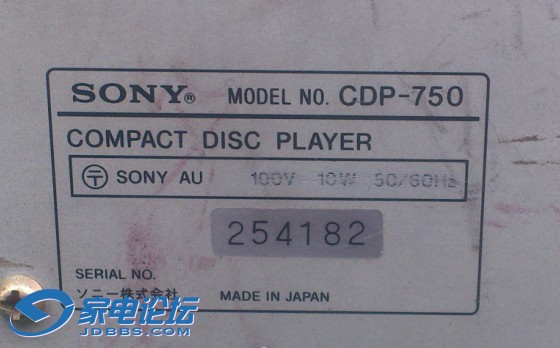 SONY® MODEL NO. CDP-750
COMPACT DISC PLAYER
〒 SONY AU 100V 10W 50/60Hz
254182
SERIAL NO.
ソニー株式会社 MADE IN JAPAN
家电论坛
JDBBS.COM